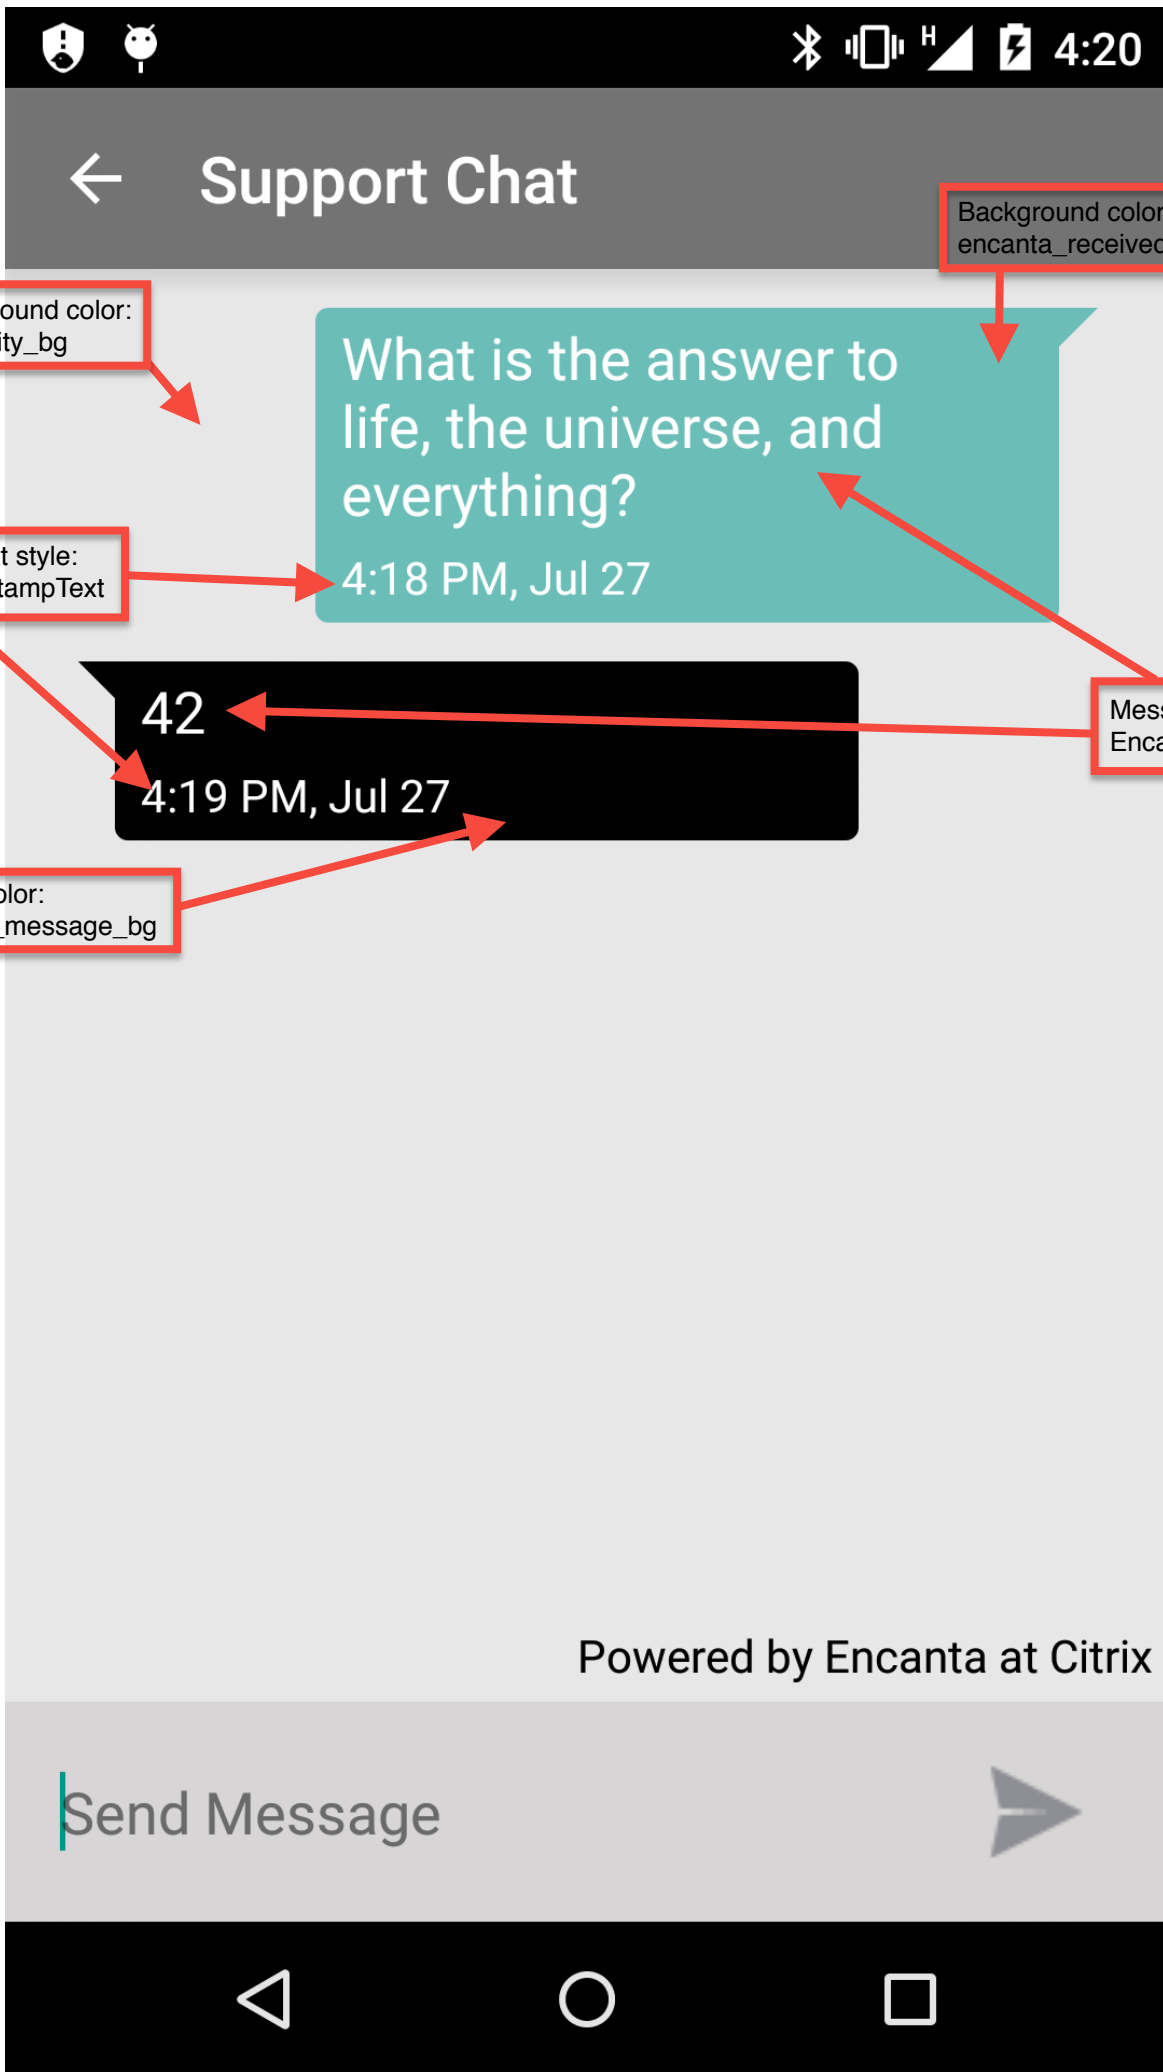 H 4:20
Support Chat
Background color
encanta_received
ound color:
ity_bg
What is the answer to
life, the universe, and
everything?
4:18 PM, Jul 27
t style:
tampText
42
4:19 PM, Jul 27
Mess
Enca
olor:
_message_bg
Powered by Encanta at Citrix
Send Message